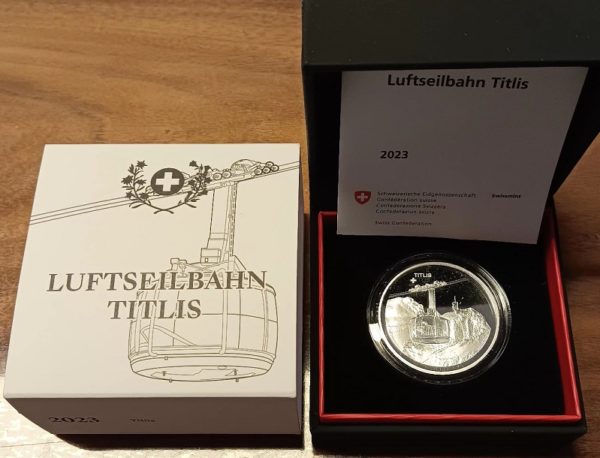 LUFTSEILBAHN
TITLIS
2023
Titlis
Luftseilbahn Titlis
2023
Schweizerische Eidgenossenschaft
Confédération suisse
Confederazione Svizzera
Confederaziun svizra
Swissmint
Swiss Confederation
TITLIS